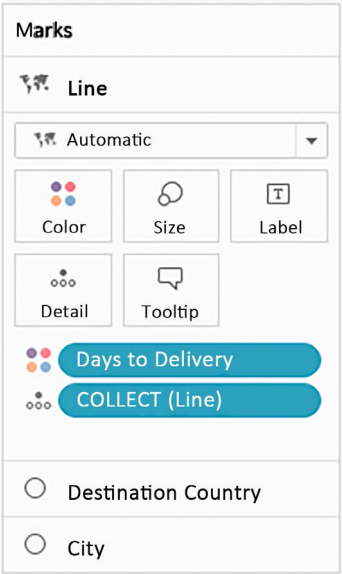 Marks
Line
Automatic
Color Size Label
Detail Tooltip
Days to Delivery
COLLECT (Line)
Destination Country
City